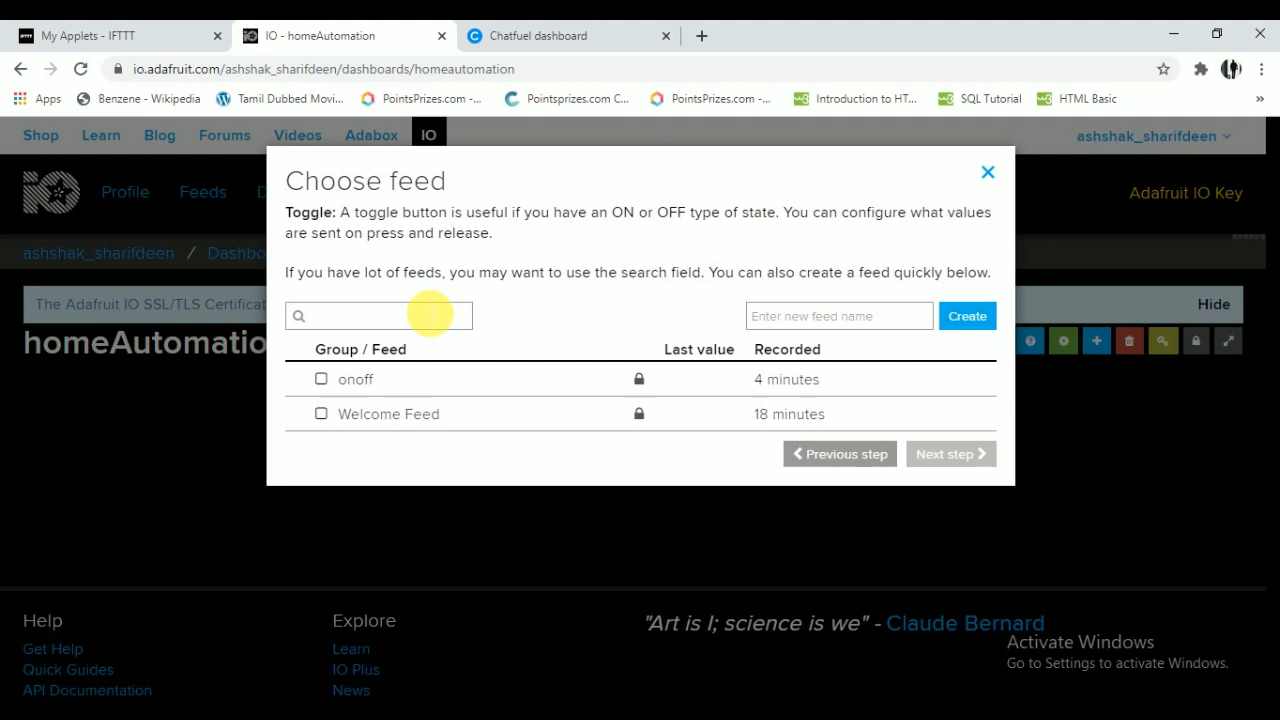 My Applets - IFTTT
IO - homeAutomation
Chatfuel dashboard
io.adafruit.com/ashshak_sharifdeen/dashboards/homeautomation
Apps
Benzene - Wikipedia
Tamil Dubbed Movi...
PointsPrizes.com -...
Pointsprizes.com C...
PointsPrizes.com -...
Introduction to HT...
SQL Tutorial
HTML Basic
Shop
Learn
Blog
Forums
Videos
Adabox
IO
ashshak_sharifdeen
Profile
Feeds
D
Adafruit IO Key
ashshak_sharifdeen / Dashbo
The Adafruit IO SSL/TLS Certificat
Hide
homeAutomatio
Choose feed
Toggle: A toggle button is useful if you have an ON or OFF type of state. You can configure what values
are sent on press and release.
If you have lot of feeds, you may want to use the search field. You can also create a feed quickly below.
Enter new feed name
Create
Group / Feed
Last value
Recorded
onoff
4 minutes
Welcome Feed
18 minutes
Previous step
Next step
Help
Get Help
Quick Guides
API Documentation
Explore
Learn
IO Plus
News
"Art is I; science is we" - Claude Bernard
Activate Windows
Go to Settings to activate Windows.